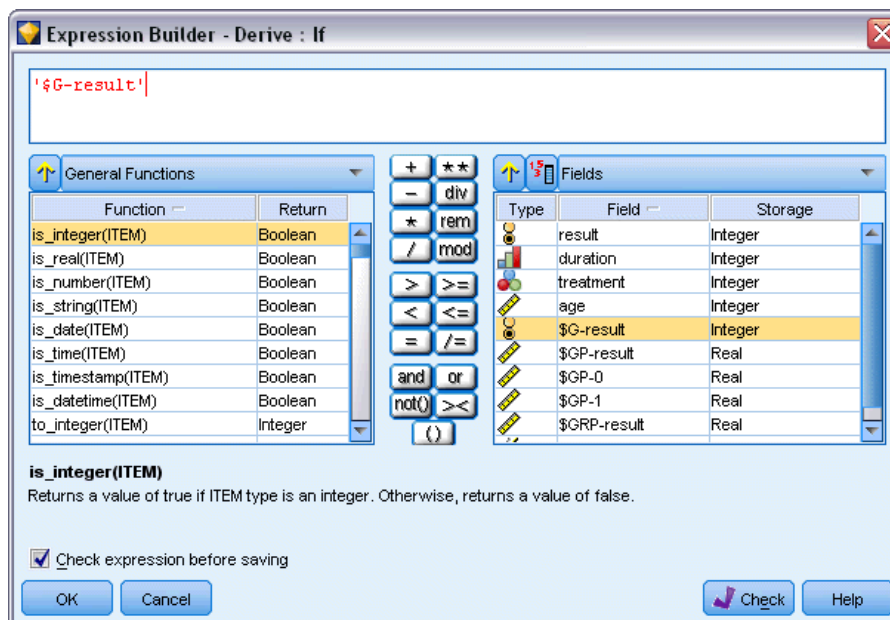 Expression Builder - Derive : If
'$G-result'
General Functions
Function Return
is_integer(ITEM) Boolean
is_real(ITEM) Boolean
is_number(ITEM) Boolean
is_string(ITEM) Boolean
is_date(ITEM) Boolean
is_time(ITEM) Boolean
is_timestamp(ITEM) Boolean
is_datetime(ITEM) Boolean
to_integer(ITEM) Integer
+ **
- div
* rem
/ mod
> >=
< <=
= /=
and or
not() ><
()
Fields
Type Field Storage
result Integer
duration Integer
treatment Integer
age Integer
$G-result Integer
$GP-result Real
$GP-0 Real
$GP-1 Real
$GRP-result Real
is_integer(ITEM)
Returns a value of true if ITEM type is an integer. Otherwise, returns a value of false.
Check expression before saving
OK Cancel Check Help